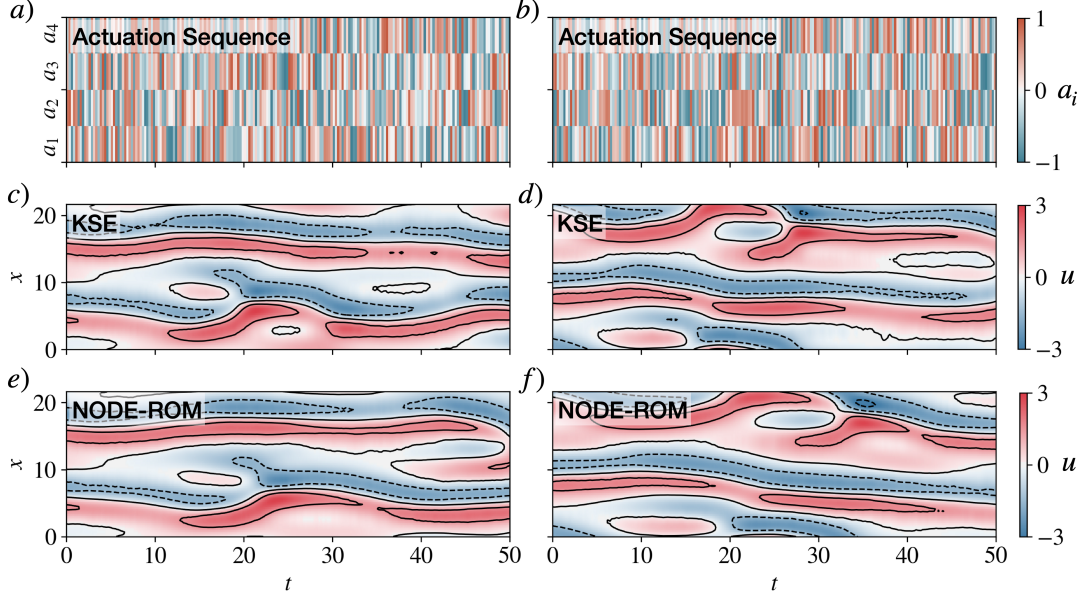 a) b)
Actuation Sequence Actuation Sequence
a4
a3
a2
a1
1
0
−1
ai
c) d)
KSE KSE
20
10
0
x
3
0
−3
u
e) f)
NODE-ROM NODE-ROM
20
10
0
x
3
0
−3
u
0 10 20 30 40 50 0 10 20 30 40 50
t t